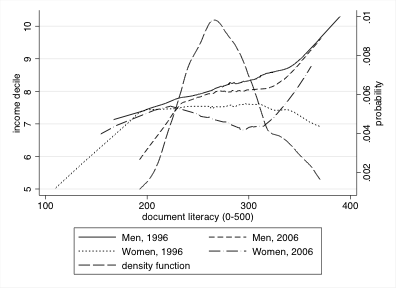 10
9
8
7
6
5
income decile
.01
.008
.006
.004
.002
probability
100 200 300 400
document literacy (0-500)
Men, 1996 Men, 2006
Women, 1996 Women, 2006
density function